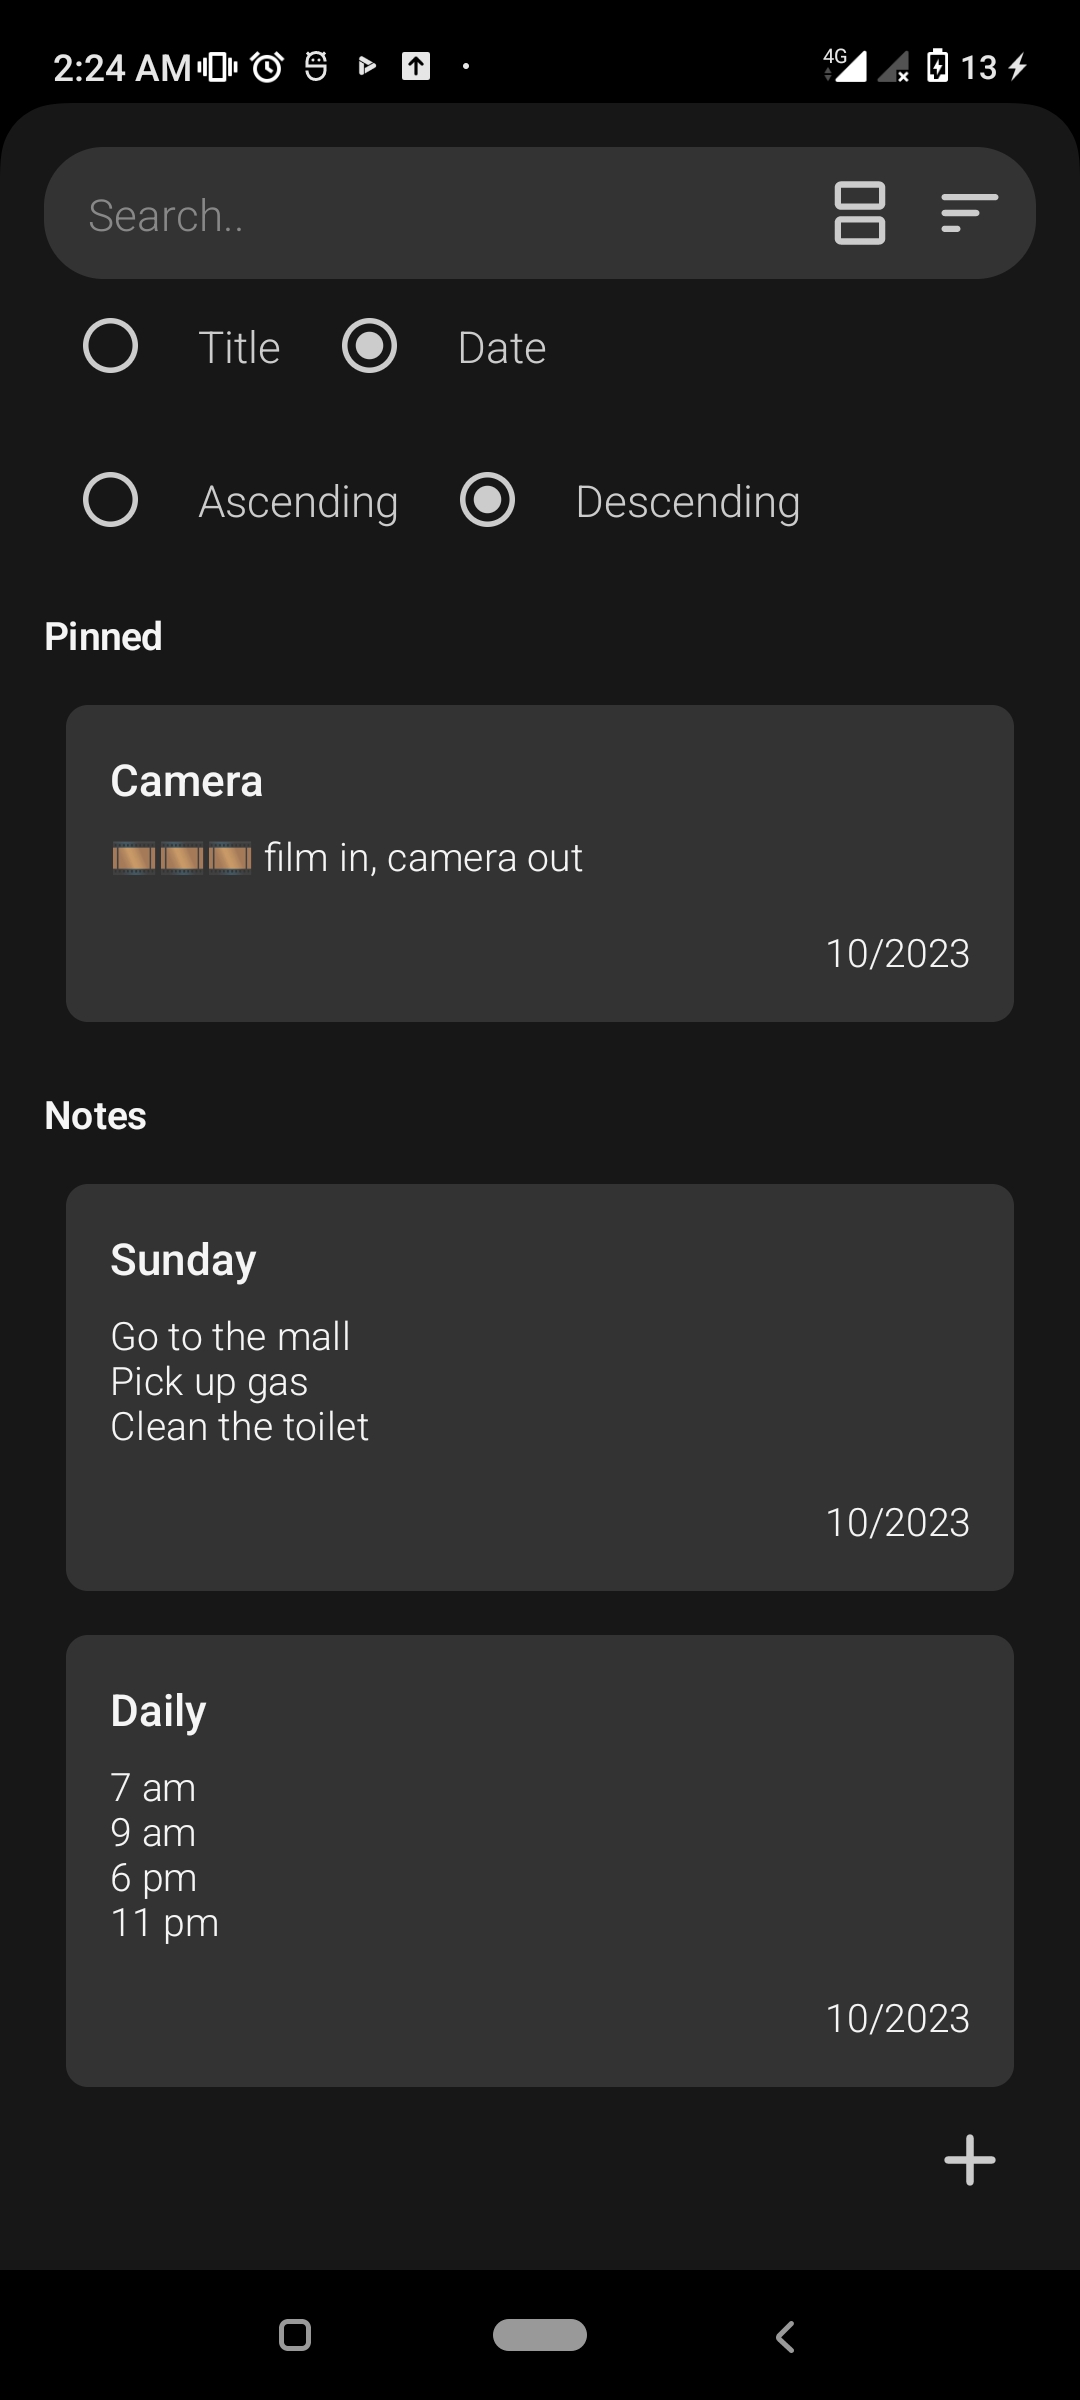 2:24 AM 4G 13
Search..
Title Date
Ascending Descending
Pinned
Camera
🎞️🎞️🎞️ film in, camera out
10/2023
Notes
Sunday
Go to the mall
Pick up gas
Clean the toilet
10/2023
Daily
7 am
9 am
6 pm
11 pm
10/2023